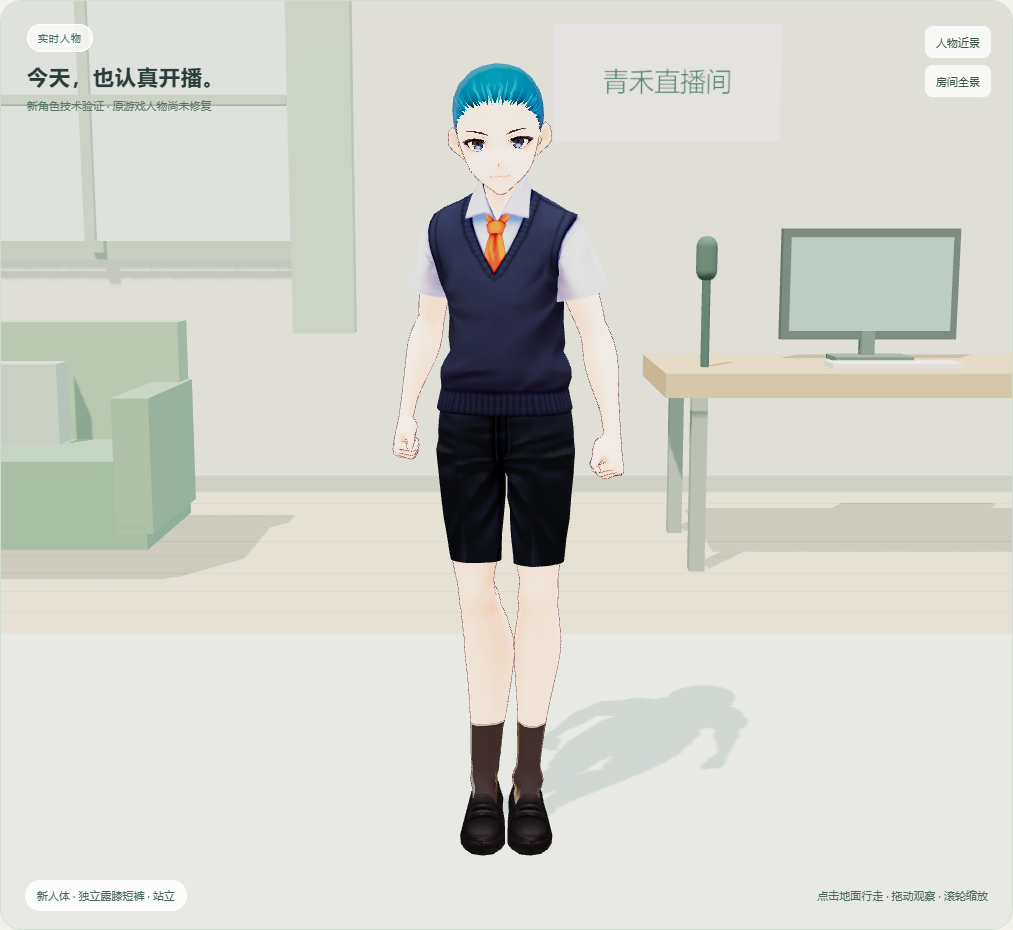 实时人物
今天，也认真开播。
新角色技术验证 · 原游戏人物尚未修复
青禾直播间
人物近景
房间全景
新人体 · 独立露膝短裤 · 站立
点击地面行走 · 拖动观察 · 滚轮缩放